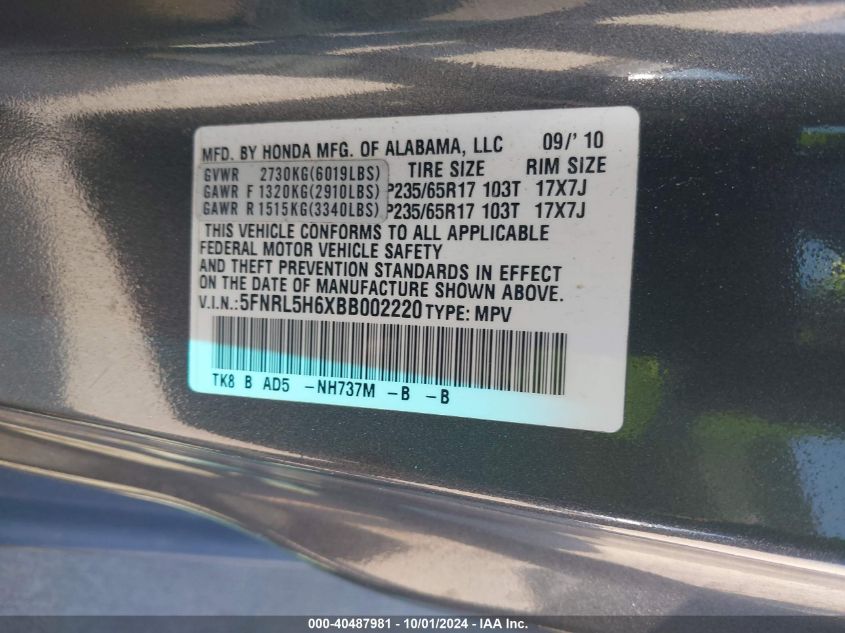 MFD. BY HONDA MFG. OF ALABAMA, LLC 09/'10
GVWR 2730KG(6019LBS) TIRE SIZE RIM SIZE
GAWR F 1320KG(2910LBS) P235/65R17 103T 17X7J
GAWR R 1515KG(3340LBS) P235/65R17 103T 17X7J
THIS VEHICLE CONFORMS TO ALL APPLICABLE
FEDERAL MOTOR VEHICLE SAFETY
AND THEFT PREVENTION STANDARDS IN EFFECT
ON THE DATE OF MANUFACTURE SHOWN ABOVE.
V.I.N.:5FNRL5H6XBB002220 TYPE: MPV
TK8 B AD5 -NH737M -B -B
000-40487981 - 10/01/2024 - IAAI Inc.